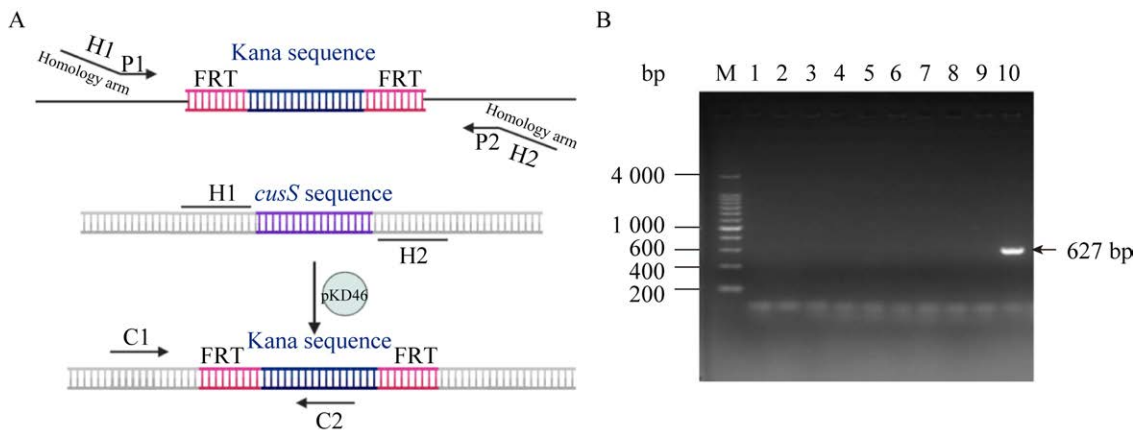 A
H1
P1
Homology arm
Kana sequence
FRT
FRT
Homology arm
P2
H2
H1
cusS sequence
H2
pKD46
C1
Kana sequence
FRT
FRT
C2
B
bp M 1 2 3 4 5 6 7 8 9 10
4 000
1 000
600
400
200
627 bp